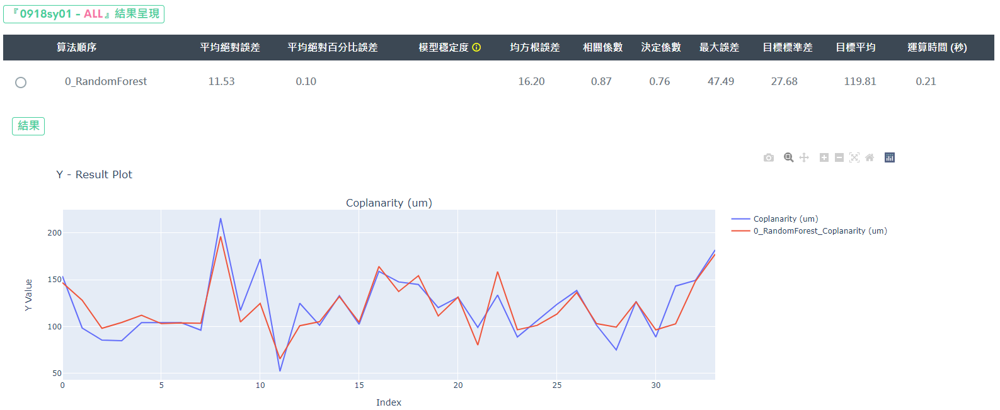 『0918sy01 - ALL』結果呈現
算法順序 平均絕對誤差 平均絕對百分比誤差 模型穩定度 均方根誤差 相關係數 決定係數 最大誤差 目標標準差 目標平均 運算時間 (秒)
0_RandomForest 11.53 0.10 16.20 0.87 0.76 47.49 27.68 119.81 0.21
結果
Y - Result Plot
Coplanarity (um)
Coplanarity (um)
0_RandomForest_Coplanarity (um)
200
150
100
50
Y Value
0 5 10 15 20 25 30
Index